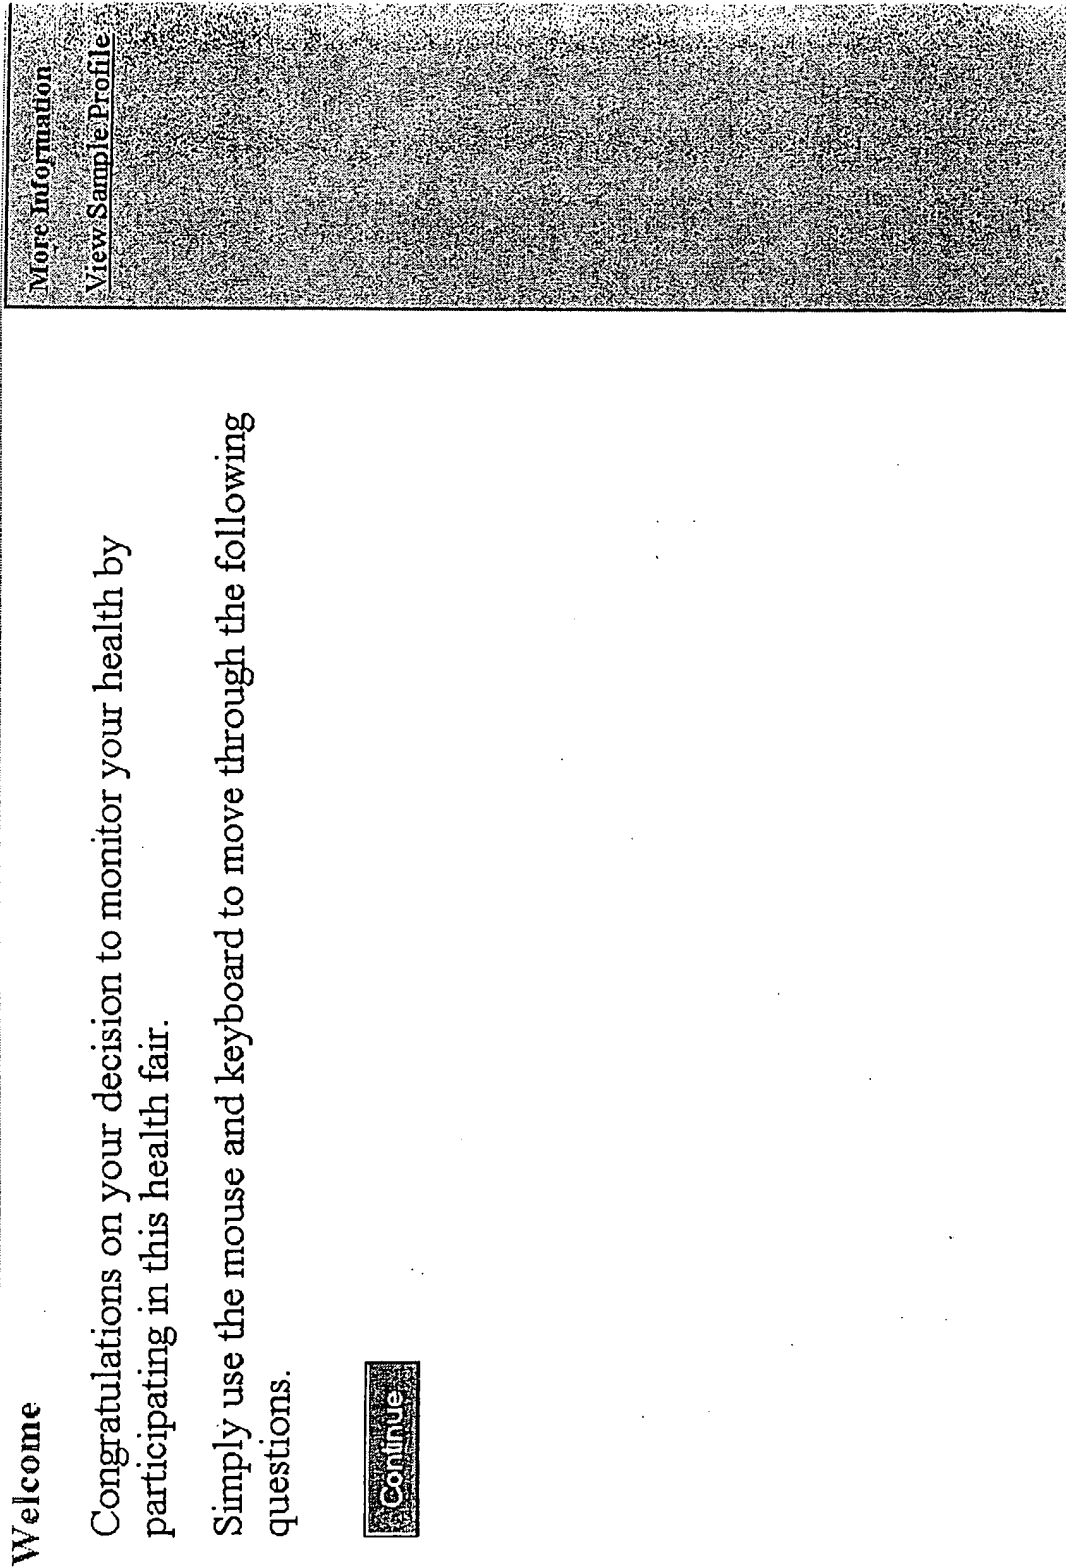 Welcome
Congratulations on your decision to monitor your health by
participating in this health fair.
Simply use the mouse and keyboard to move through the following
questions.
Continue
More Information
View Sample Profile